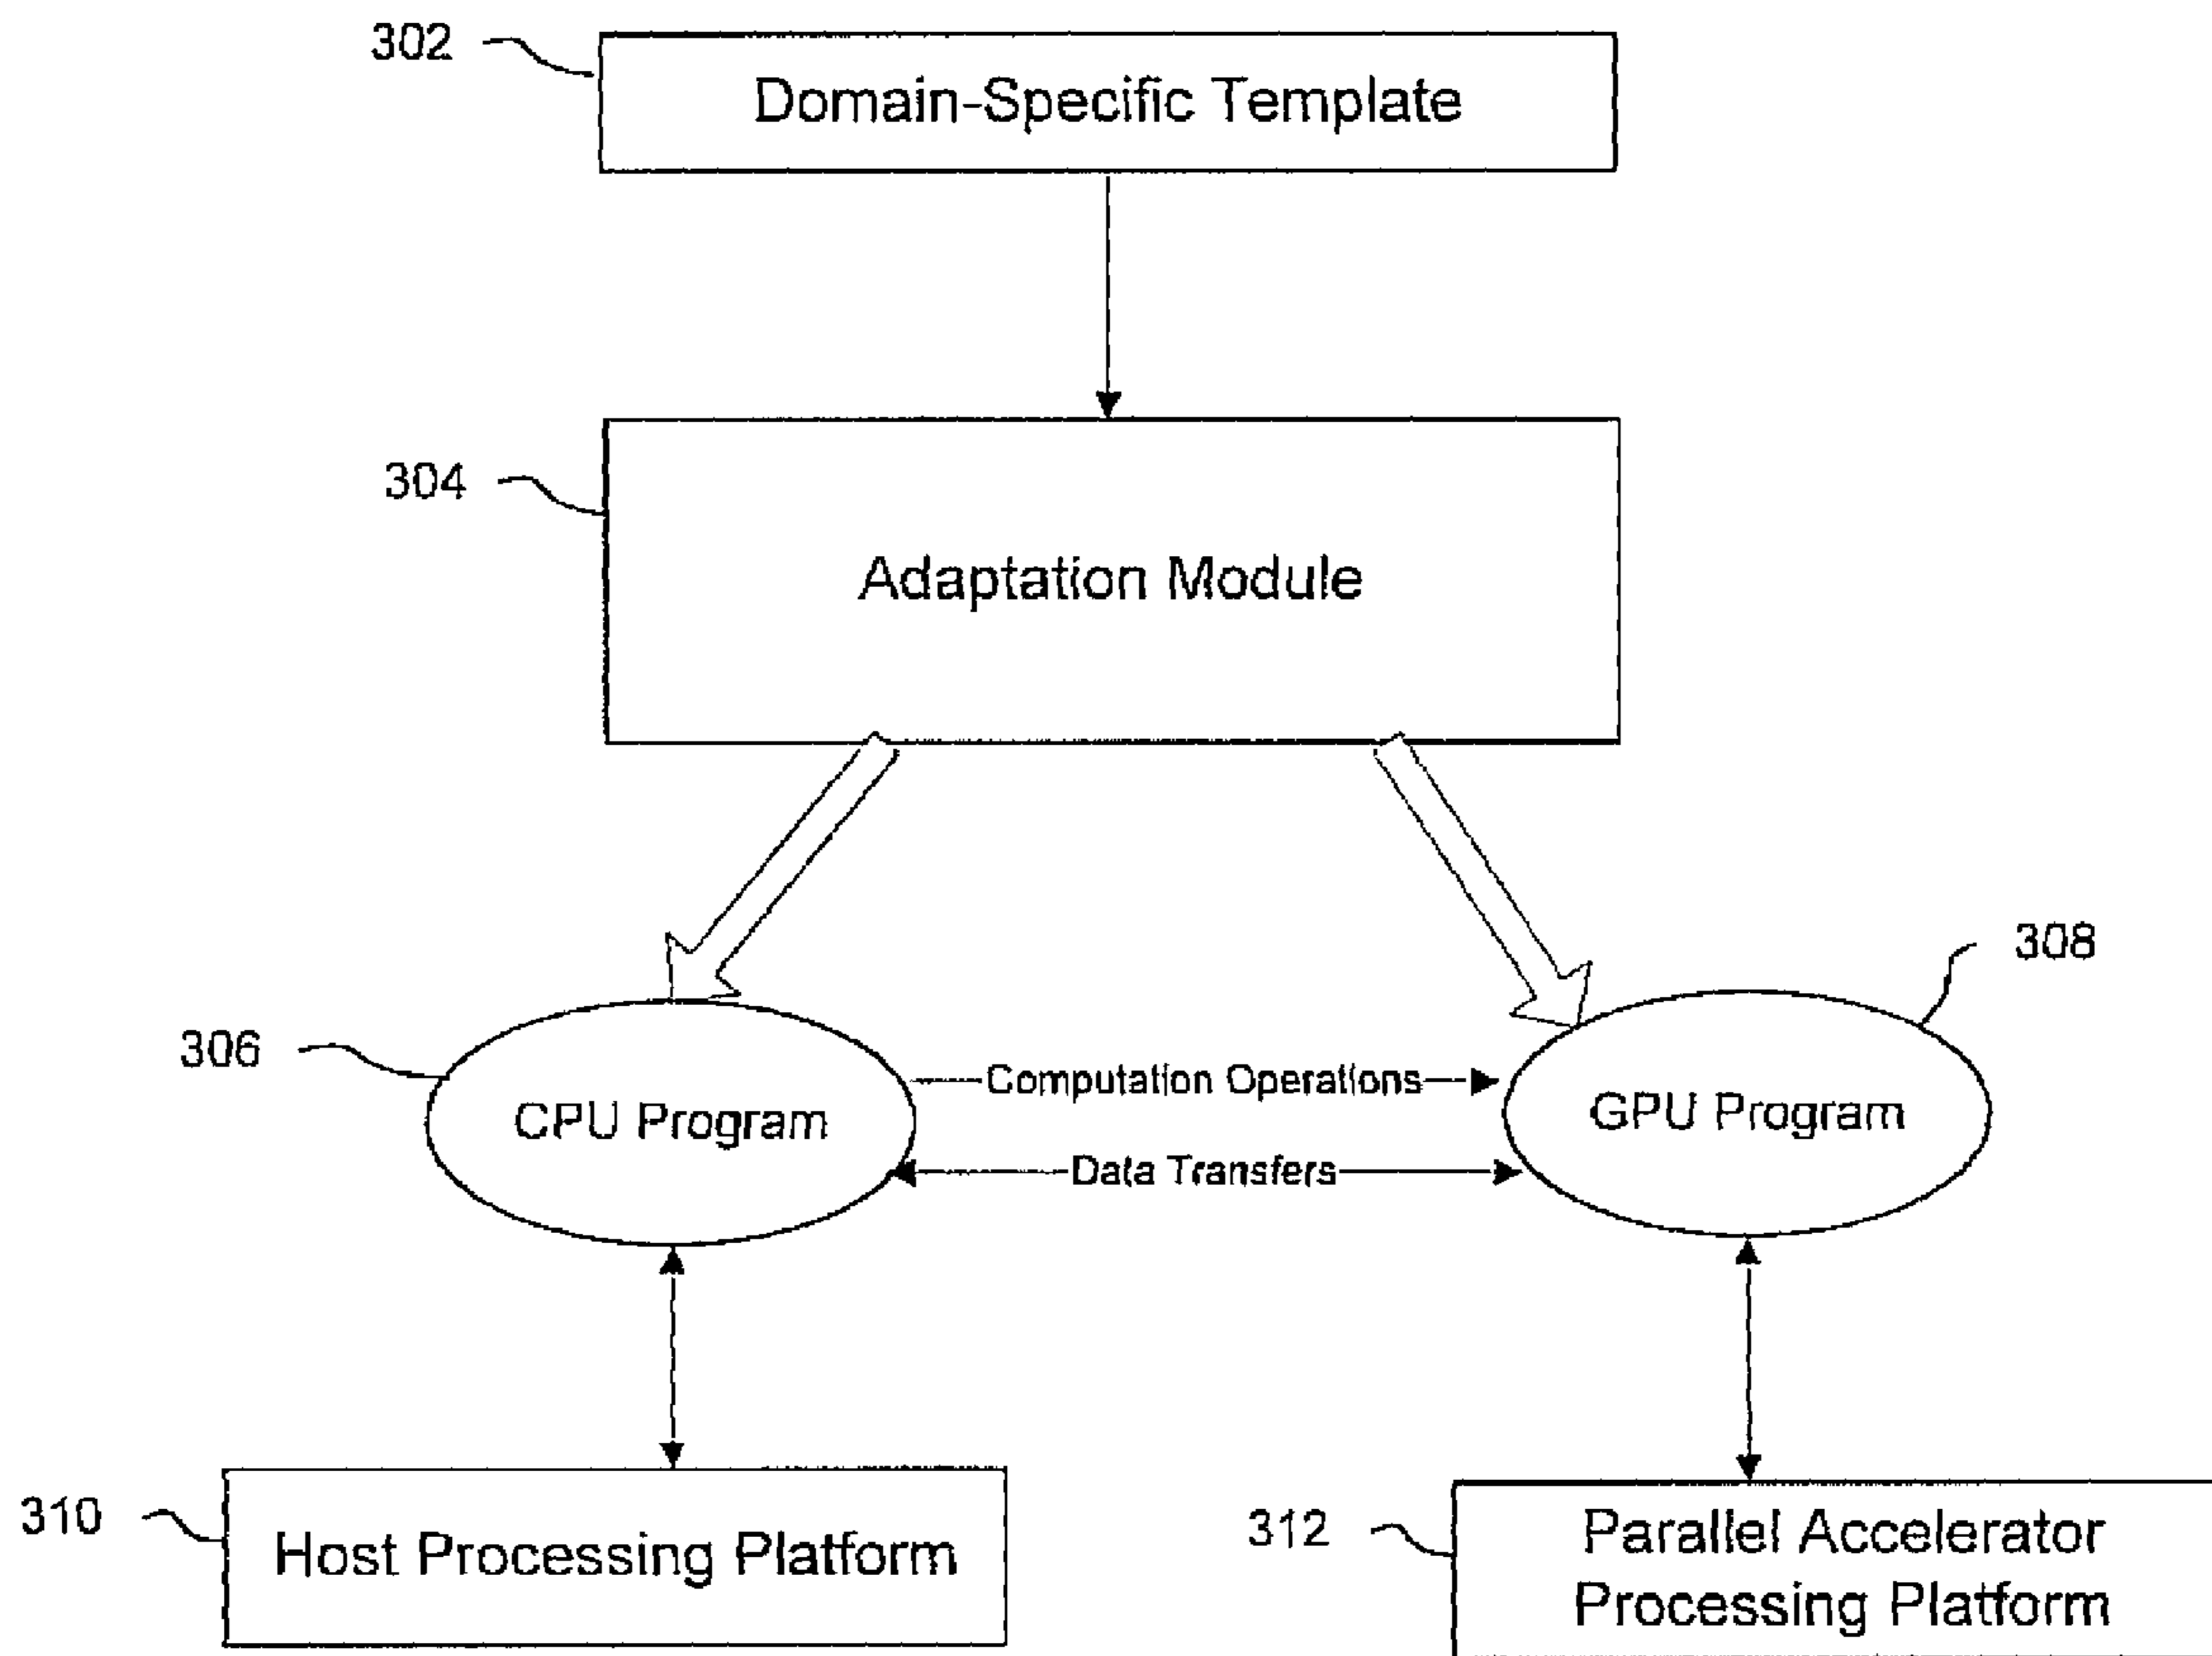 302
Domain-Specific Template
304
Adaptation Module
308
306
Computation Operations
CPU Program
GPU Program
Data Transfers
310
Host Processing Platform
312
Parallel Accelerator
Processing Platform